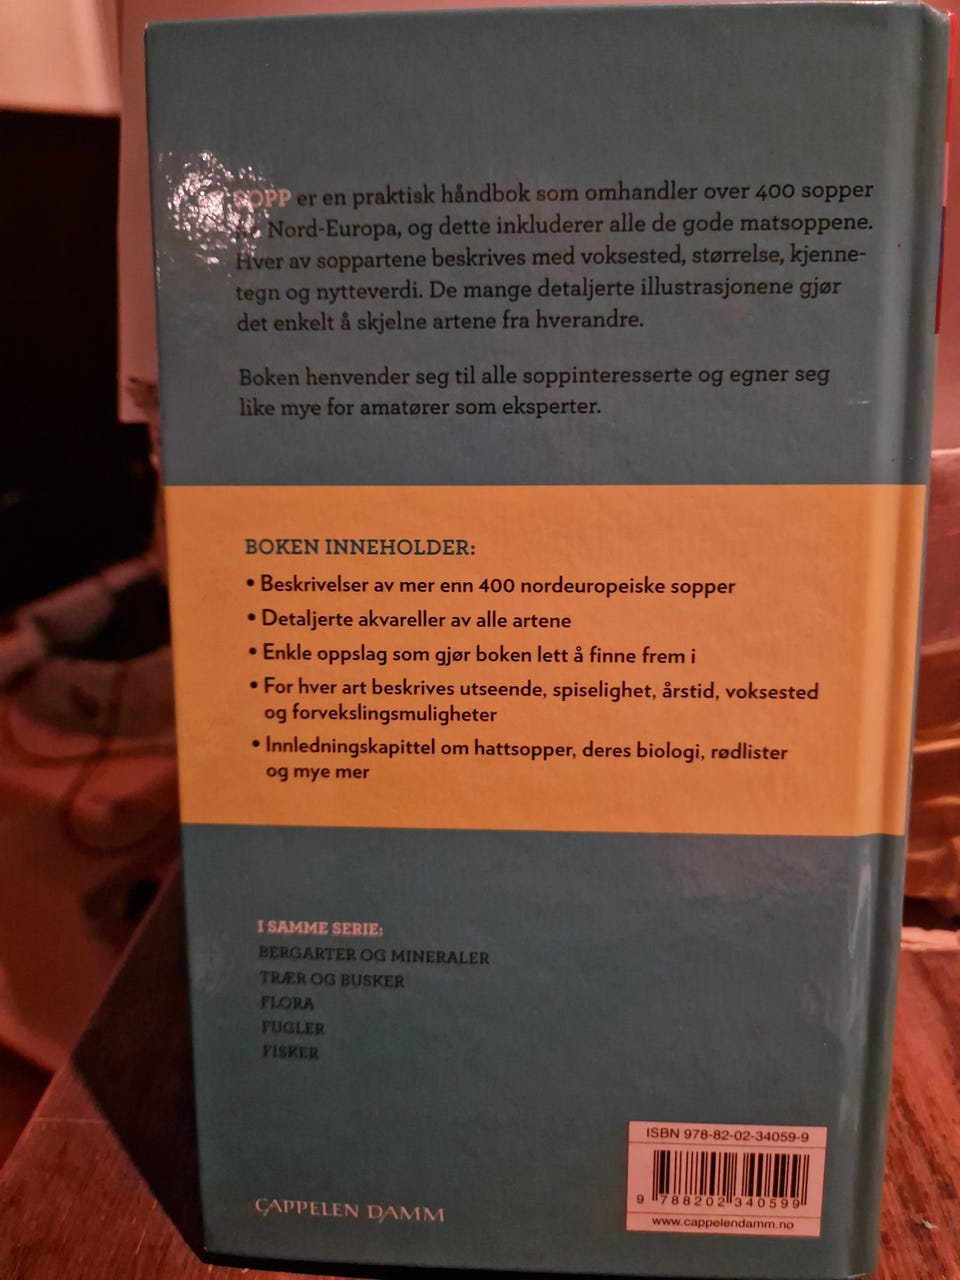 SOPP er en praktisk håndbok som omhandler over 400 sopper
Nord-Europa, og dette inkluderer alle de gode matsoppene.
Hver av soppartene beskrives med voksested, størrelse, kjenne-
tegn og nytteverdi. De mange detaljerte illustrasjonene gjør
det enkelt å skjelne artene fra hverandre.
Boken henvender seg til alle soppinteresserte og egner seg
like mye for amatører som eksperter.
BOKEN INNEHOLDER:
• Beskrivelser av mer enn 400 nordeuropeiske sopper
• Detaljerte akvareller av alle artene
• Enkle oppslag som gjør boken lett å finne frem i
• For hver art beskrives utseende, spiselighet, årstid, voksested
og forvekslingsmuligheter
• Innledningskapittel om hattsopper, deres biologi, rødlister
og mye mer
I SAMME SERIE:
BERGARTER OG MINERALER
TRÆR OG BUSKER
FLORA
FUGLER
FISKER
CAPPELEN DAMM
ISBN 978-82-02-34059-9
9 788202 340599
www.cappelendamm.no